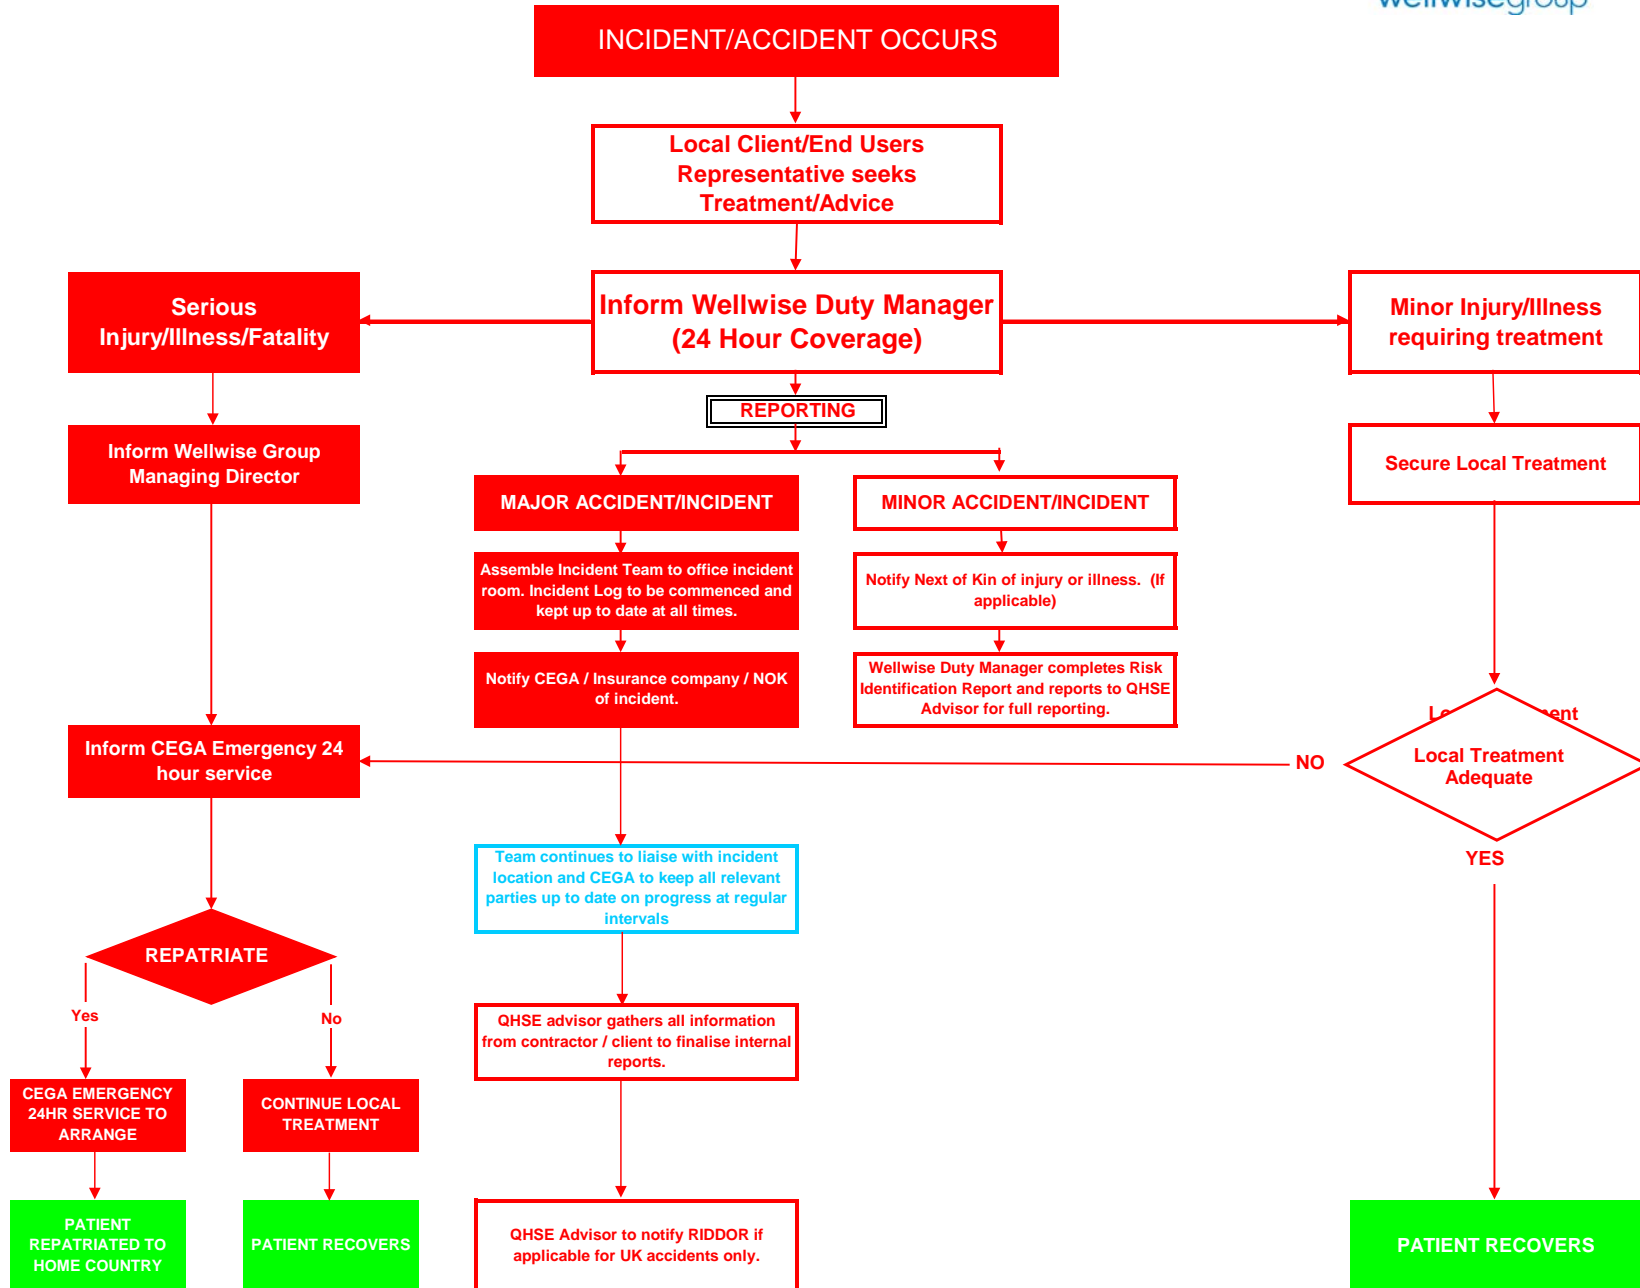 wellwisegroup
INCIDENT/ACCIDENT OCCURS
Local Client/End Users
Representative seeks
Treatment/Advice
Serious
Injury/Illness/Fatality
Inform Wellwise Duty Manager
(24 Hour Coverage)
Minor Injury/Illness
requiring treatment
REPORTING
Inform Wellwise Group
Managing Director
Secure Local Treatment
MAJOR ACCIDENT/INCIDENT
MINOR ACCIDENT/INCIDENT
Assemble Incident Team to office incident
room. Incident Log to be commenced and
kept up to date at all times.
Notify Next of Kin of injury or illness.  (If
applicable)
Notify CEGA / Insurance company / NOK
of incident.
Wellwise Duty Manager completes Risk
Identification Report and reports to QHSE
Advisor for full reporting.
Inform CEGA Emergency 24
hour service
NO
Local Treatment
Adequate
YES
Team continues to liaise with incident
location and CEGA to keep all relevant
parties up to date on progress at regular
intervals
REPATRIATE
Yes
No
QHSE advisor gathers all information
from contractor / client to finalise internal
reports.
CEGA EMERGENCY
24HR SERVICE TO
ARRANGE
CONTINUE LOCAL
TREATMENT
PATIENT
REPATRIATED TO
HOME COUNTRY
PATIENT RECOVERS
QHSE Advisor to notify RIDDOR if
applicable for UK accidents only.
PATIENT RECOVERS